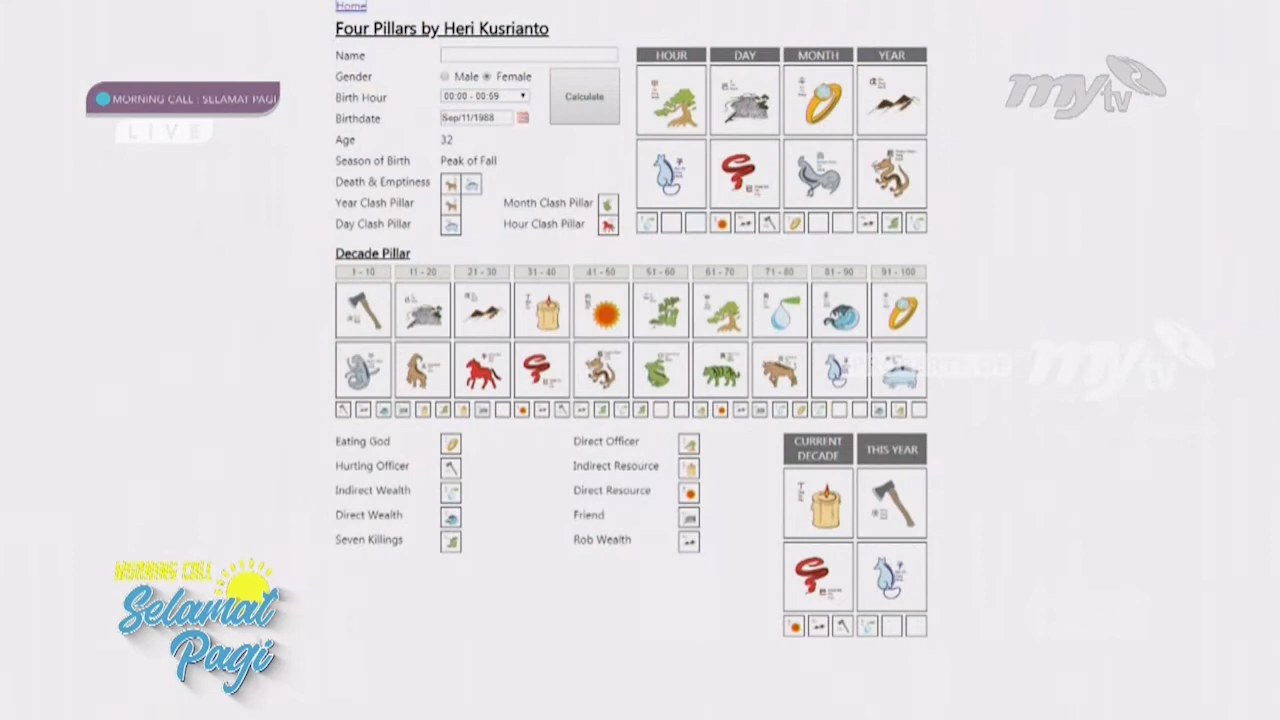 Home
Four Pillars by Heri Kusrianto
Name
Gender Male Female
Birth Hour 00:00 - 00:59
Calculate
Birthdate Sep/11/1988
Age 32
Season of Birth Peak of Fall
Death & Emptiness
Year Clash Pillar Month Clash Pillar
Day Clash Pillar Hour Clash Pillar
HOUR DAY MONTH YEAR
MORNING CALL : SELAMAT PAGI
LIVE
mytv
Decade Pillar
1 - 10 11 - 20 21 - 30 31 - 40 41 - 50 51 - 60 61 - 70 71 - 80 81 - 90 91 - 100
mytv
Eating God Direct Officer
Hurting Officer Indirect Resource
Indirect Wealth Direct Resource
Direct Wealth Friend
Seven Killings Rob Wealth
CURRENT DECADE THIS YEAR
MORNING CALL
Selamat
Pagi